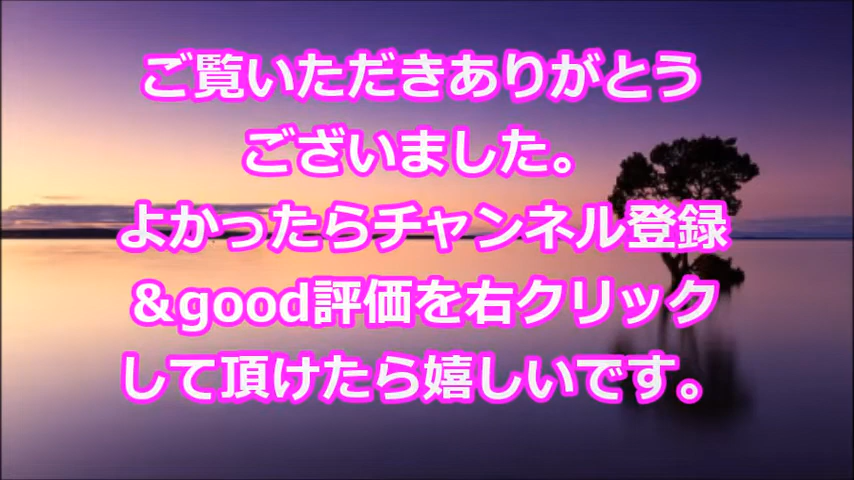 ご覧いただきありがとう
ございました。
よかったらチャンネル登録
&good評価を右クリック
して頂けたら嬉しいです。